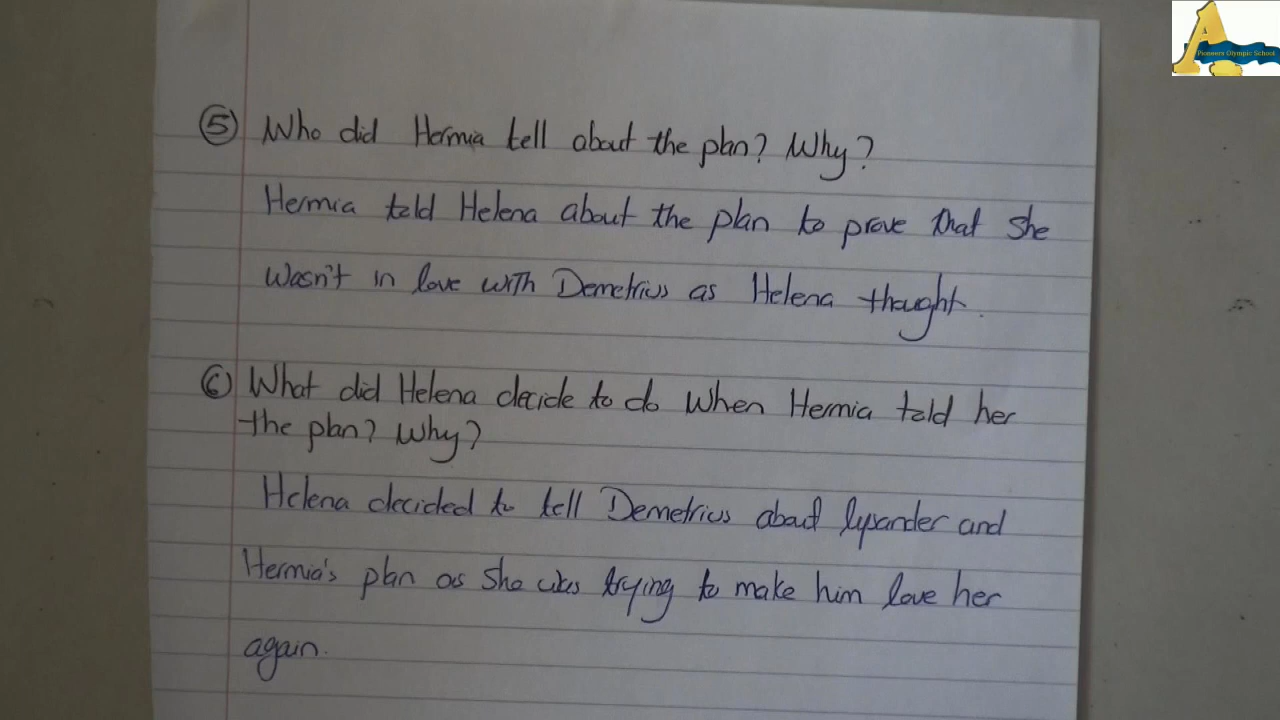 Pioneers Olympic School
⑤ Who did Hermia tell about the plan? Why?
Hermia told Helena about the plan to prove that she
wasn't in love with Demetrius as Helena thought.
⑥ What did Helena decide to do when Hermia told her
the plan? Why?
Helena decided to tell Demetrius about lysander and
Hermia's plan as she was trying to make him love her
again.